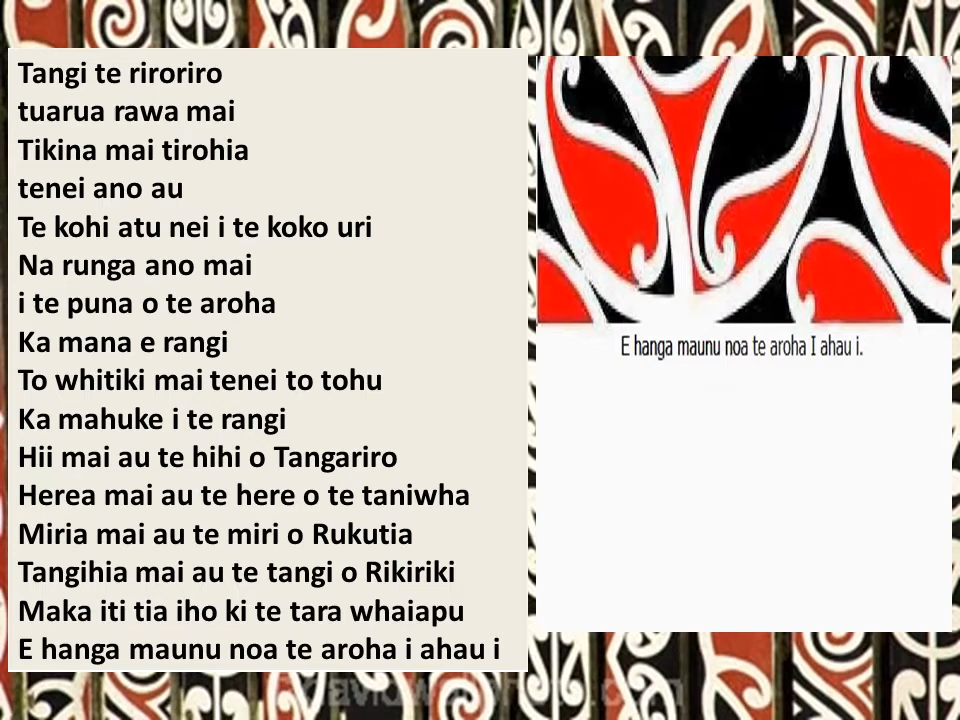 Tangi te riroriro
tuarua rawa mai
Tikina mai tirohia
tenei ano au
Te kohi atu nei i te koko uri
Na runga ano mai
i te puna o te aroha
Ka mana e rangi
To whitiki mai tenei to tohu
Ka mahuke i te rangi
Hii mai au te hihi o Tangariro
Herea mai au te here o te taniwha
Miria mai au te miri o Rukutia
Tangihia mai au te tangi o Rikiriki
Maka iti tia iho ki te tara whaiapu
E hanga maunu noa te aroha i ahau i
E hanga maunu noa te aroha I ahau i.